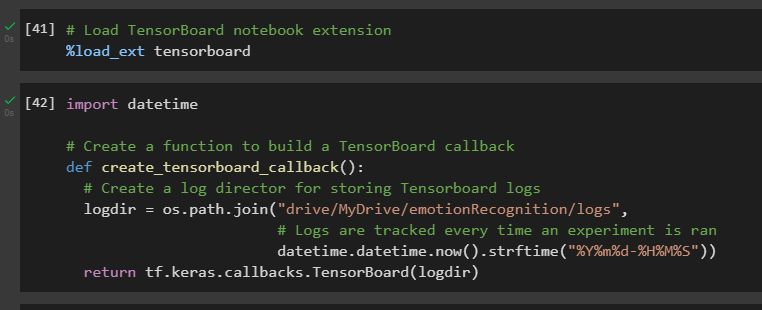 [41] # Load TensorBoard notebook extension
0s
%load_ext tensorboard
[42] import datetime
0s
# Create a function to build a TensorBoard callback
def create_tensorboard_callback():
# Create a log director for storing Tensorboard logs
logdir = os.path.join("drive/MyDrive/emotionRecognition/logs",
# Logs are tracked every time an experiment is ran
datetime.datetime.now().strftime("%Y%m%d-%H%M%S"))
return tf.keras.callbacks.TensorBoard(logdir)